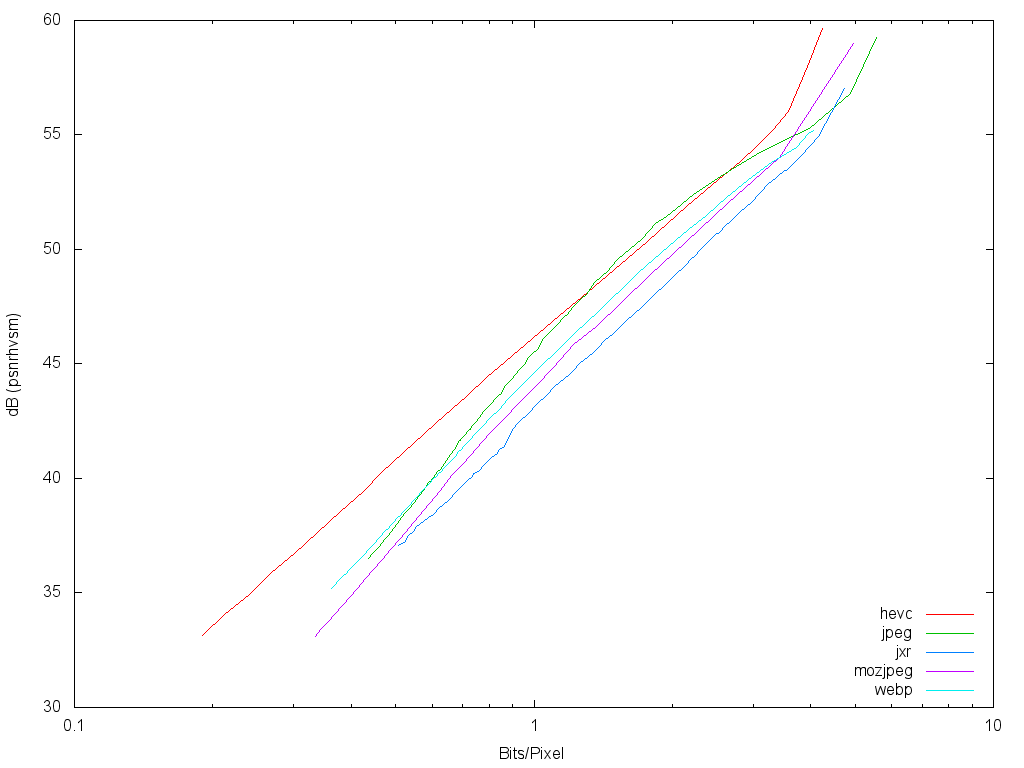 60
55
50
45
40
35
30
dB (psnrhvsm)
hevc
jpeg
jxr
mozjpeg
webp
0.1 1 10
Bits/Pixel